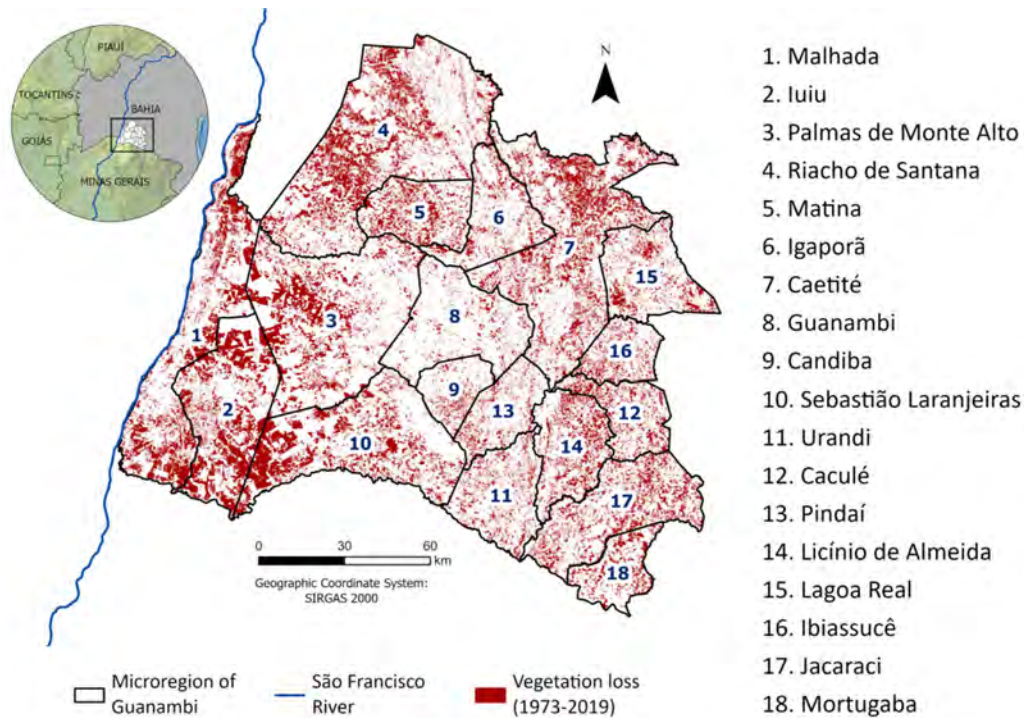 PIAUÍ
TOCANTINS
BAHIA
GOIÁS
MINAS GERAIS
N
4
5
6
7
15
1
3
8
16
2
9
13
12
10
14
11
17
18
0 30 60
km
Geographic Coordinate System:
SIRGAS 2000
1. Malhada
2. Iuiu
3. Palmas de Monte Alto
4. Riacho de Santana
5. Matina
6. Igaporã
7. Caetité
8. Guanambi
9. Candiba
10. Sebastião Laranjeiras
11. Urandi
12. Caculé
13. Pindaí
14. Licínio de Almeida
15. Lagoa Real
16. Ibiassucê
17. Jacaraci
18. Mortugaba
Microregion of
Guanambi
São Francisco
River
Vegetation loss
(1973-2019)